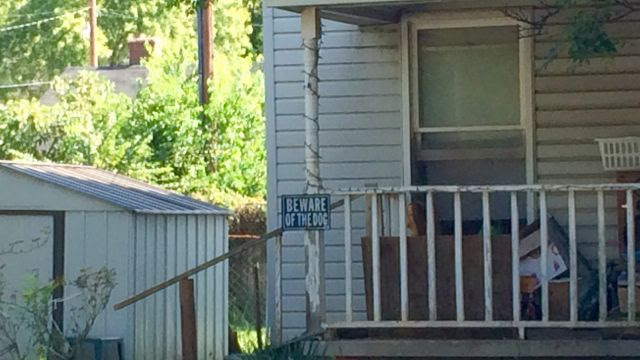 BEWARE
OF THE DOG